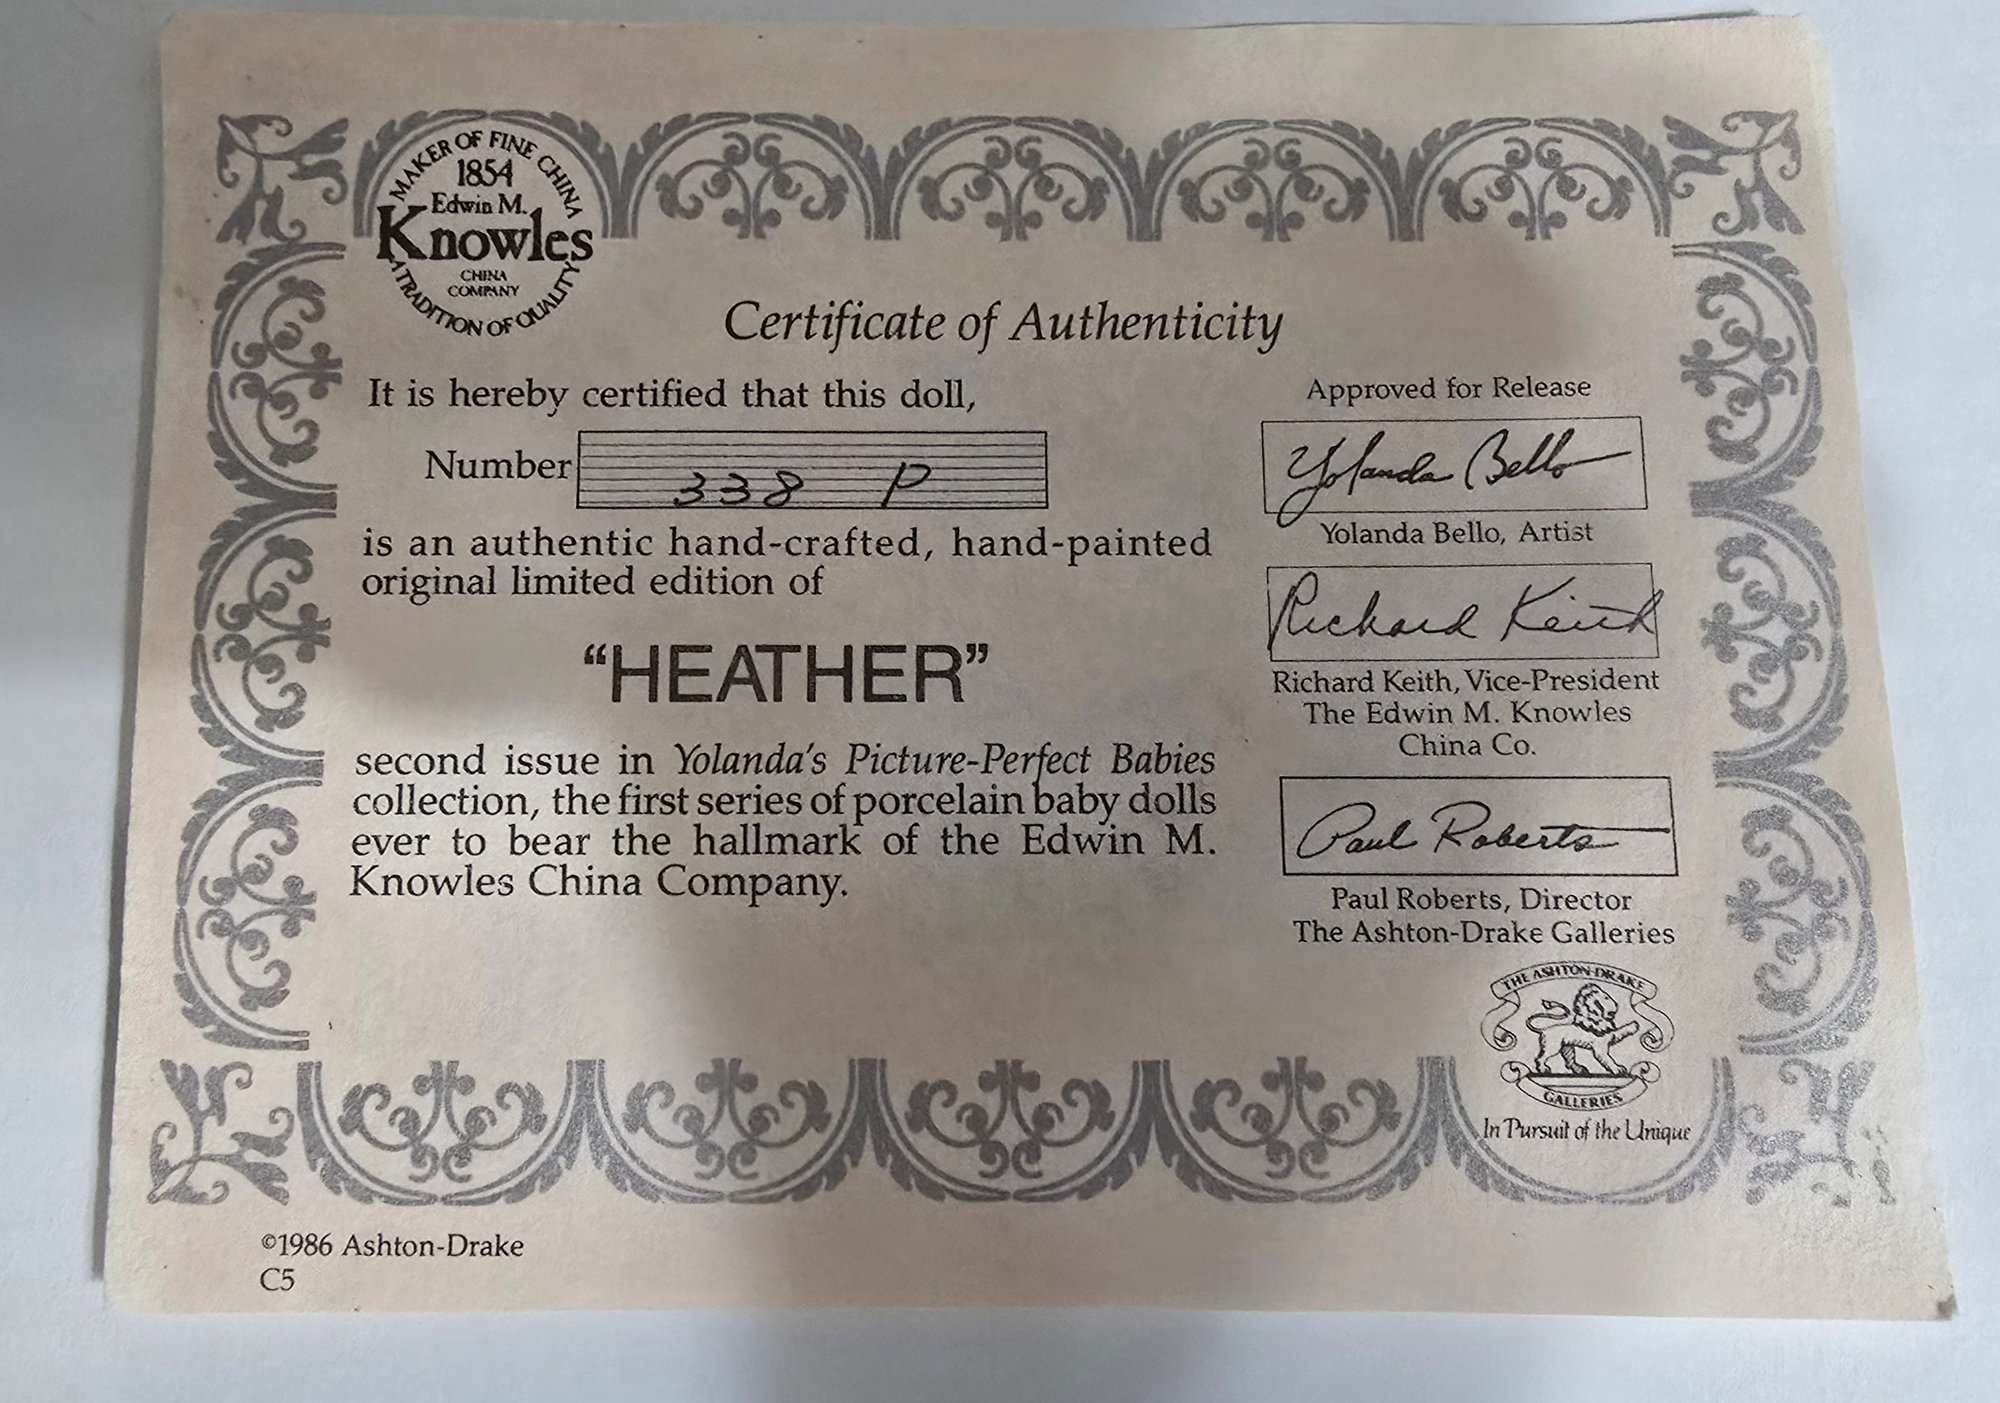 MAKER OF FINE CHINA
1854
Edwin M.
Knowles
CHINA
COMPANY
A TRADITION OF QUALITY
Certificate of Authenticity
It is hereby certified that this doll,
Number 338 P
is an authentic hand-crafted, hand-painted
original limited edition of
“HEATHER”
second issue in Yolanda's Picture-Perfect Babies
collection, the first series of porcelain baby dolls
ever to bear the hallmark of the Edwin M.
Knowles China Company.
Approved for Release
Yolanda Bello
Yolanda Bello, Artist
Richard Keith
Richard Keith, Vice-President
The Edwin M. Knowles
China Co.
Paul Roberts
Paul Roberts, Director
The Ashton-Drake Galleries
THE ASHTON-DRAKE
GALLERIES
In Pursuit of the Unique
©1986 Ashton-Drake
C5